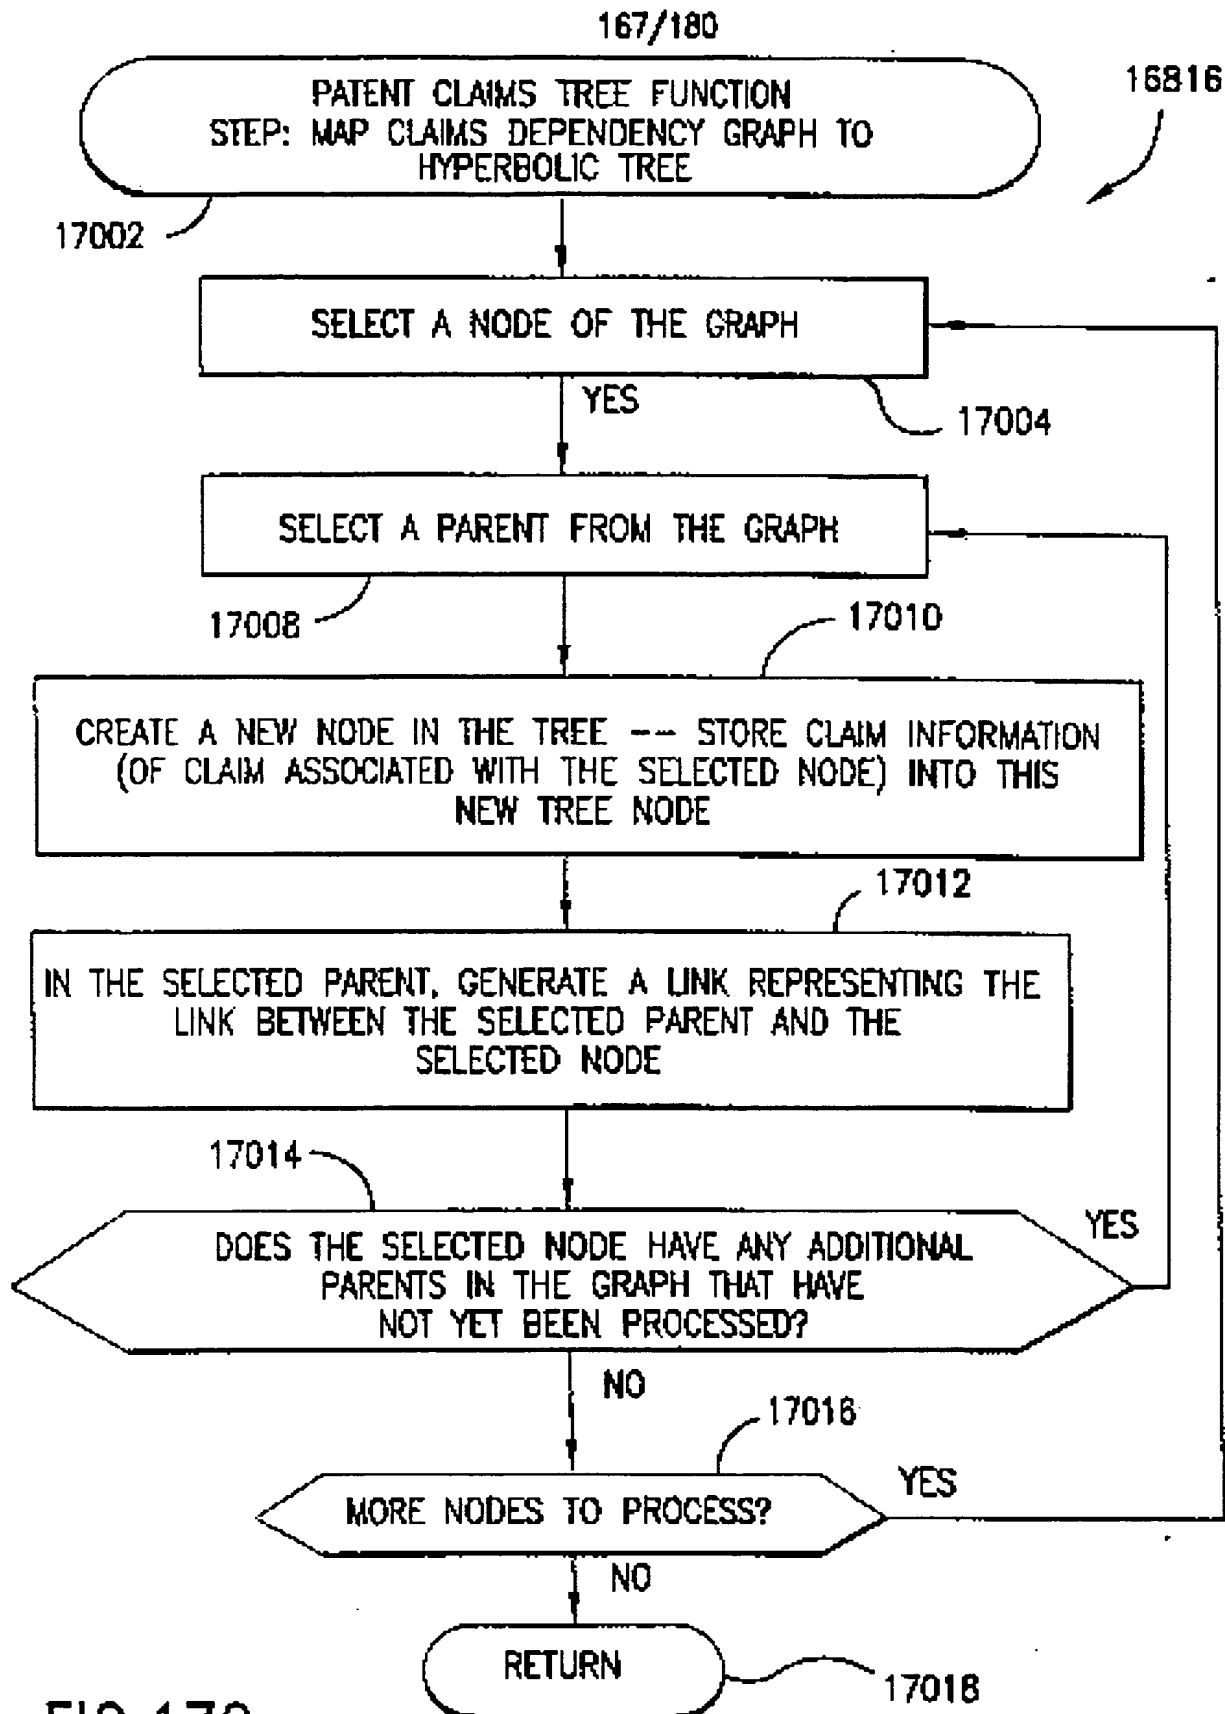 167/180
16816
PATENT CLAIMS TREE FUNCTION
STEP: MAP CLAIMS DEPENDENCY GRAPH TO
HYPERBOLIC TREE
17002
SELECT A NODE OF THE GRAPH
YES
17004
SELECT A PARENT FROM THE GRAPH
17008
17010
CREATE A NEW NODE IN THE TREE -- STORE CLAIM INFORMATION
(OF CLAIM ASSOCIATED WITH THE SELECTED NODE) INTO THIS
NEW TREE NODE
17012
IN THE SELECTED PARENT, GENERATE A LINK REPRESENTING THE
LINK BETWEEN THE SELECTED PARENT AND THE
SELECTED NODE
17014
YES
DOES THE SELECTED NODE HAVE ANY ADDITIONAL
PARENTS IN THE GRAPH THAT HAVE
NOT YET BEEN PROCESSED?
NO
17016
YES
MORE NODES TO PROCESS?
NO
RETURN
17018